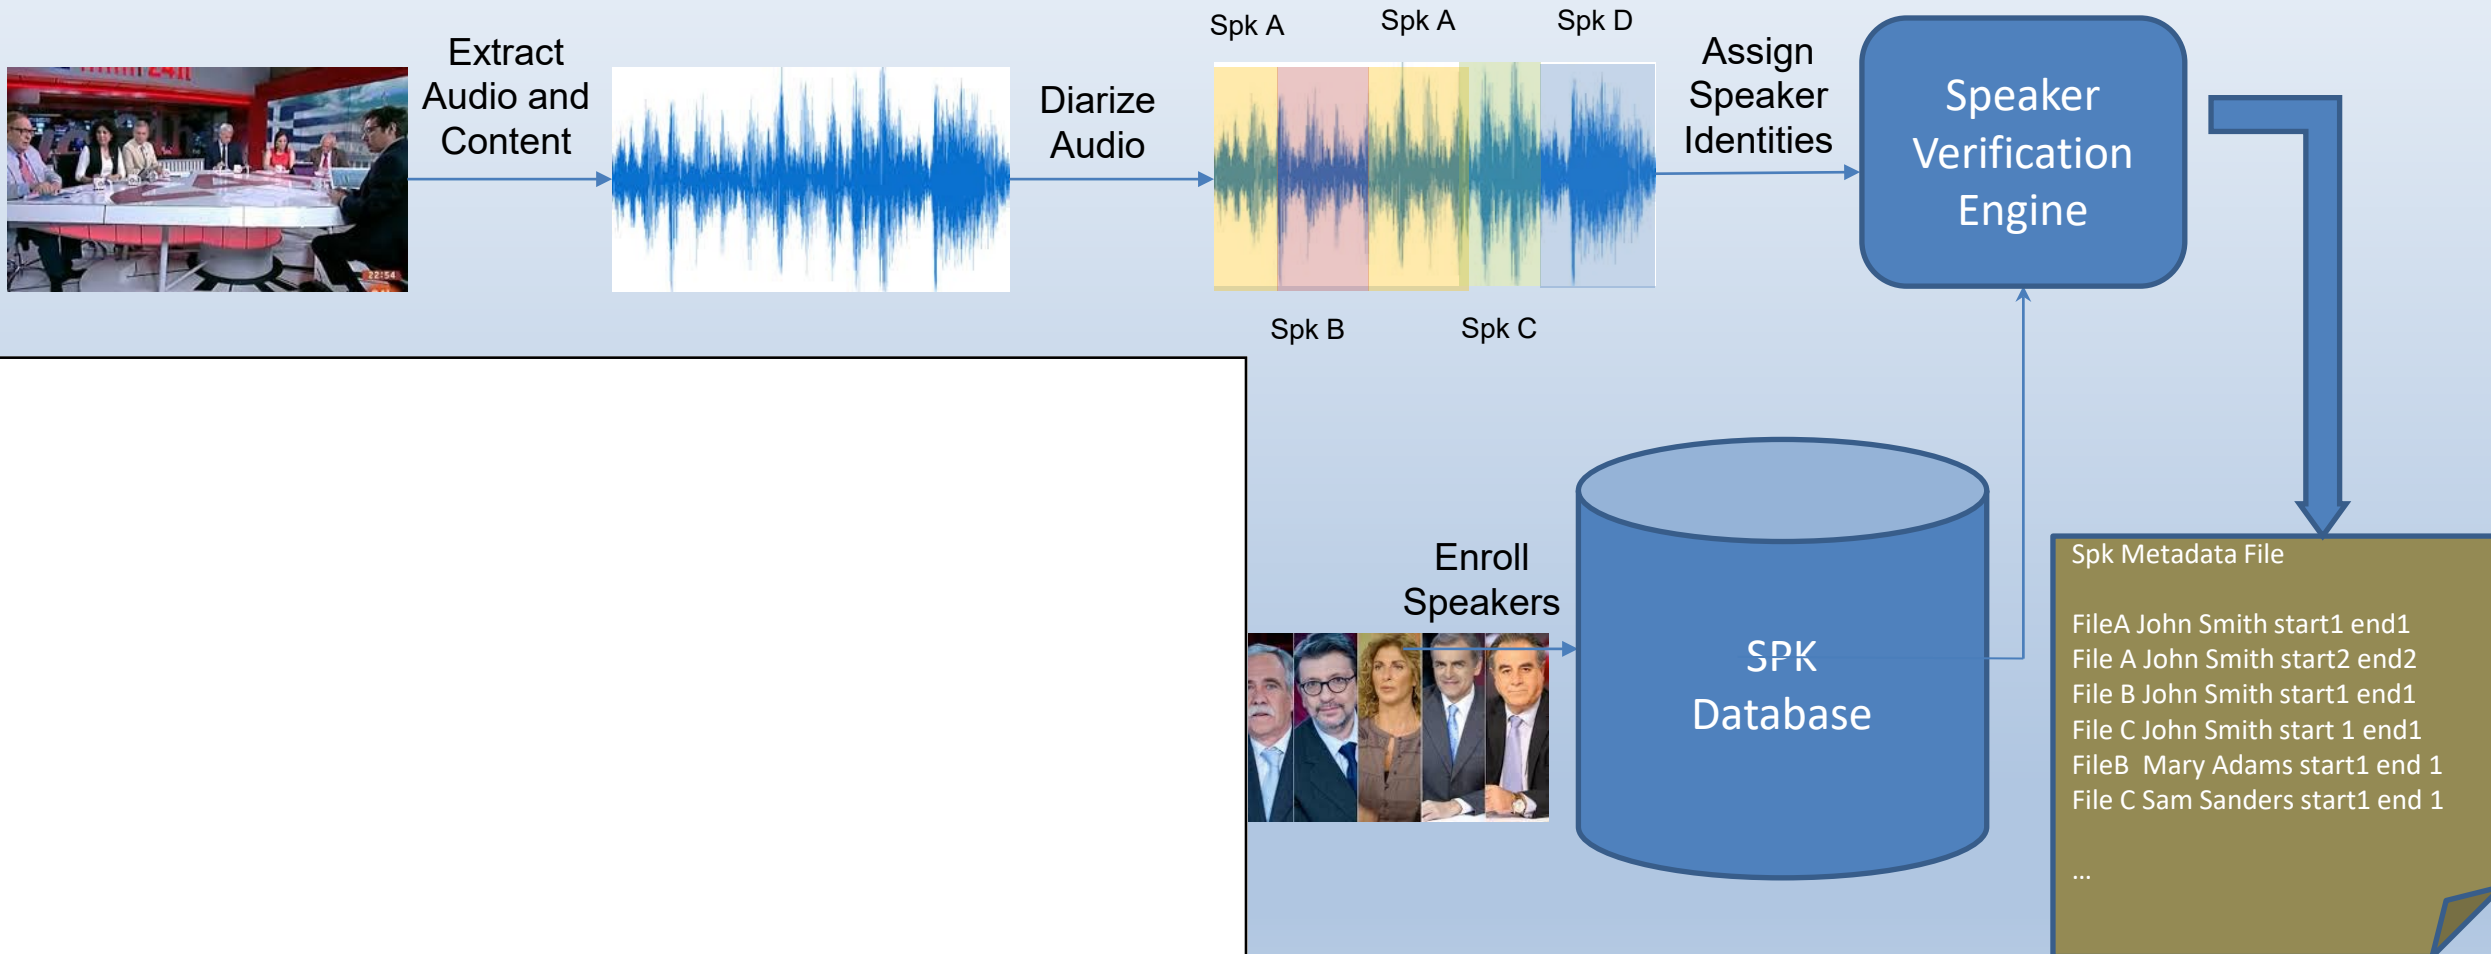 Spk A
Spk A
Spk D
Extract
Audio and
Content
Diarize
Audio
Assign
Speaker
Identities
Speaker
Verification
Engine
24h
22:54
Spk B
Spk C
Enroll
Speakers
SPK
Database
Spk Metadata File
FileA John Smith start1 end1
File A John Smith start2 end2
File B John Smith start1 end1
File C John Smith start 1 end1
FileB  Mary Adams start1 end 1
File C Sam Sanders start1 end 1
...